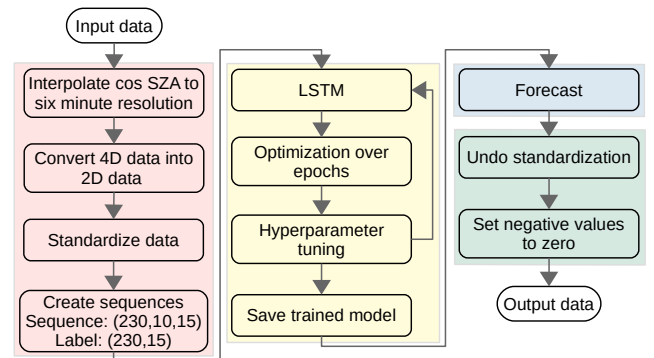 Input data
Interpolate cos SZA to
six minute resolution
Convert 4D data into
2D data
Standardize data
Create sequences
Sequence: (230,10,15)
Label: (230,15)
LSTM
Optimization over
epochs
Hyperparameter
tuning
Save trained model
Forecast
Undo standardization
Set negative values
to zero
Output data